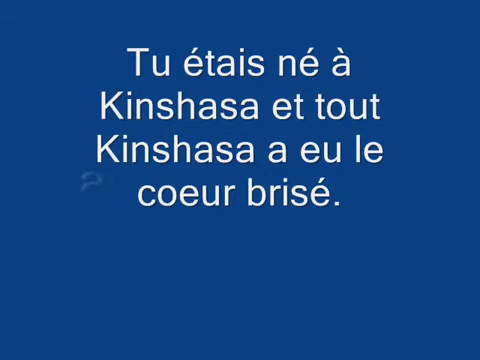 Tu étais né à
Kinshasa et tout
Kinshasa a eu le
coeur brisé.